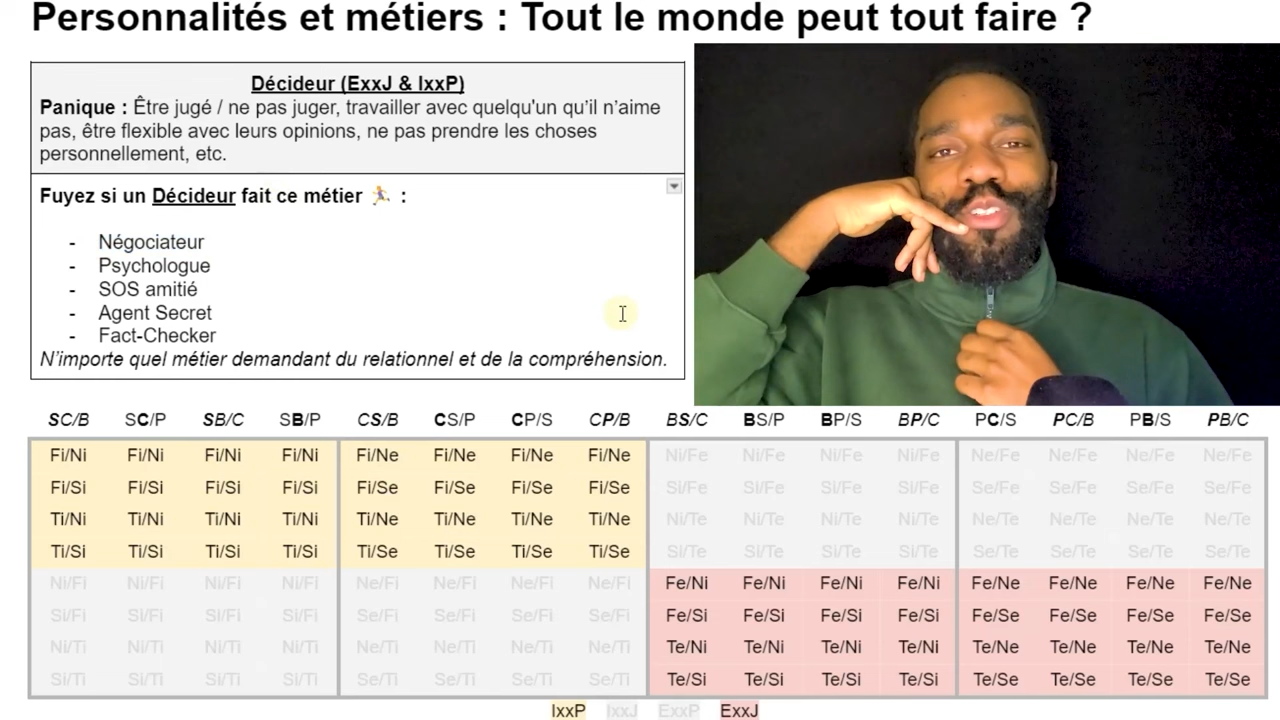 Personnalités et métiers : Tout le monde peut tout faire ?
Décideur (ExxJ & IxxP)
Panique : Être jugé / ne pas juger, travailler avec quelqu'un qu'il n'aime
pas, être flexible avec leurs opinions, ne pas prendre les choses
personnellement, etc.
Fuyez si un Décideur fait ce métier 🏃 :
- Négociateur
- Psychologue
- SOS amitié
- Agent Secret
- Fact-Checker
N'importe quel métier demandant du relationnel et de la compréhension.
SC/B SC/P SB/C SB/P CS/B CS/P CP/S CP/B BS/C BS/P BP/S BP/C PC/S PC/B PB/S PB/C
Fi/Ni Fi/Ni Fi/Ni Fi/Ni Fi/Ne Fi/Ne Fi/Ne Fi/Ne Ni/Fe Ni/Fe Ni/Fe Ni/Fe Ne/Fe Ne/Fe Ne/Fe Ne/Fe
Fi/Si Fi/Si Fi/Si Fi/Si Fi/Se Fi/Se Fi/Se Fi/Se Si/Fe Si/Fe Si/Fe Si/Fe Se/Fe Se/Fe Se/Fe Se/Fe
Ti/Ni Ti/Ni Ti/Ni Ti/Ni Ti/Ne Ti/Ne Ti/Ne Ti/Ne Ni/Te Ni/Te Ni/Te Ni/Te Ne/Te Ne/Te Ne/Te Ne/Te
Ti/Si Ti/Si Ti/Si Ti/Si Ti/Se Ti/Se Ti/Se Ti/Se Si/Te Si/Te Si/Te Si/Te Se/Te Se/Te Se/Te Se/Te
Ni/Fi Ni/Fi Ni/Fi Ni/Fi Ne/Fi Ne/Fi Ne/Fi Ne/Fi Fe/Ni Fe/Ni Fe/Ni Fe/Ni Fe/Ne Fe/Ne Fe/Ne Fe/Ne
Si/Fi Si/Fi Si/Fi Si/Fi Se/Fi Se/Fi Se/Fi Se/Fi Fe/Si Fe/Si Fe/Si Fe/Si Fe/Se Fe/Se Fe/Se Fe/Se
Ni/Ti Ni/Ti Ni/Ti Ni/Ti Ne/Ti Ne/Ti Ne/Ti Ne/Ti Te/Ni Te/Ni Te/Ni Te/Ni Te/Ne Te/Ne Te/Ne Te/Ne
Si/Ti Si/Ti Si/Ti Si/Ti Se/Ti Se/Ti Se/Ti Se/Ti Te/Si Te/Si Te/Si Te/Si Te/Se Te/Se Te/Se Te/Se
IxxP IxxJ ExxP ExxJ